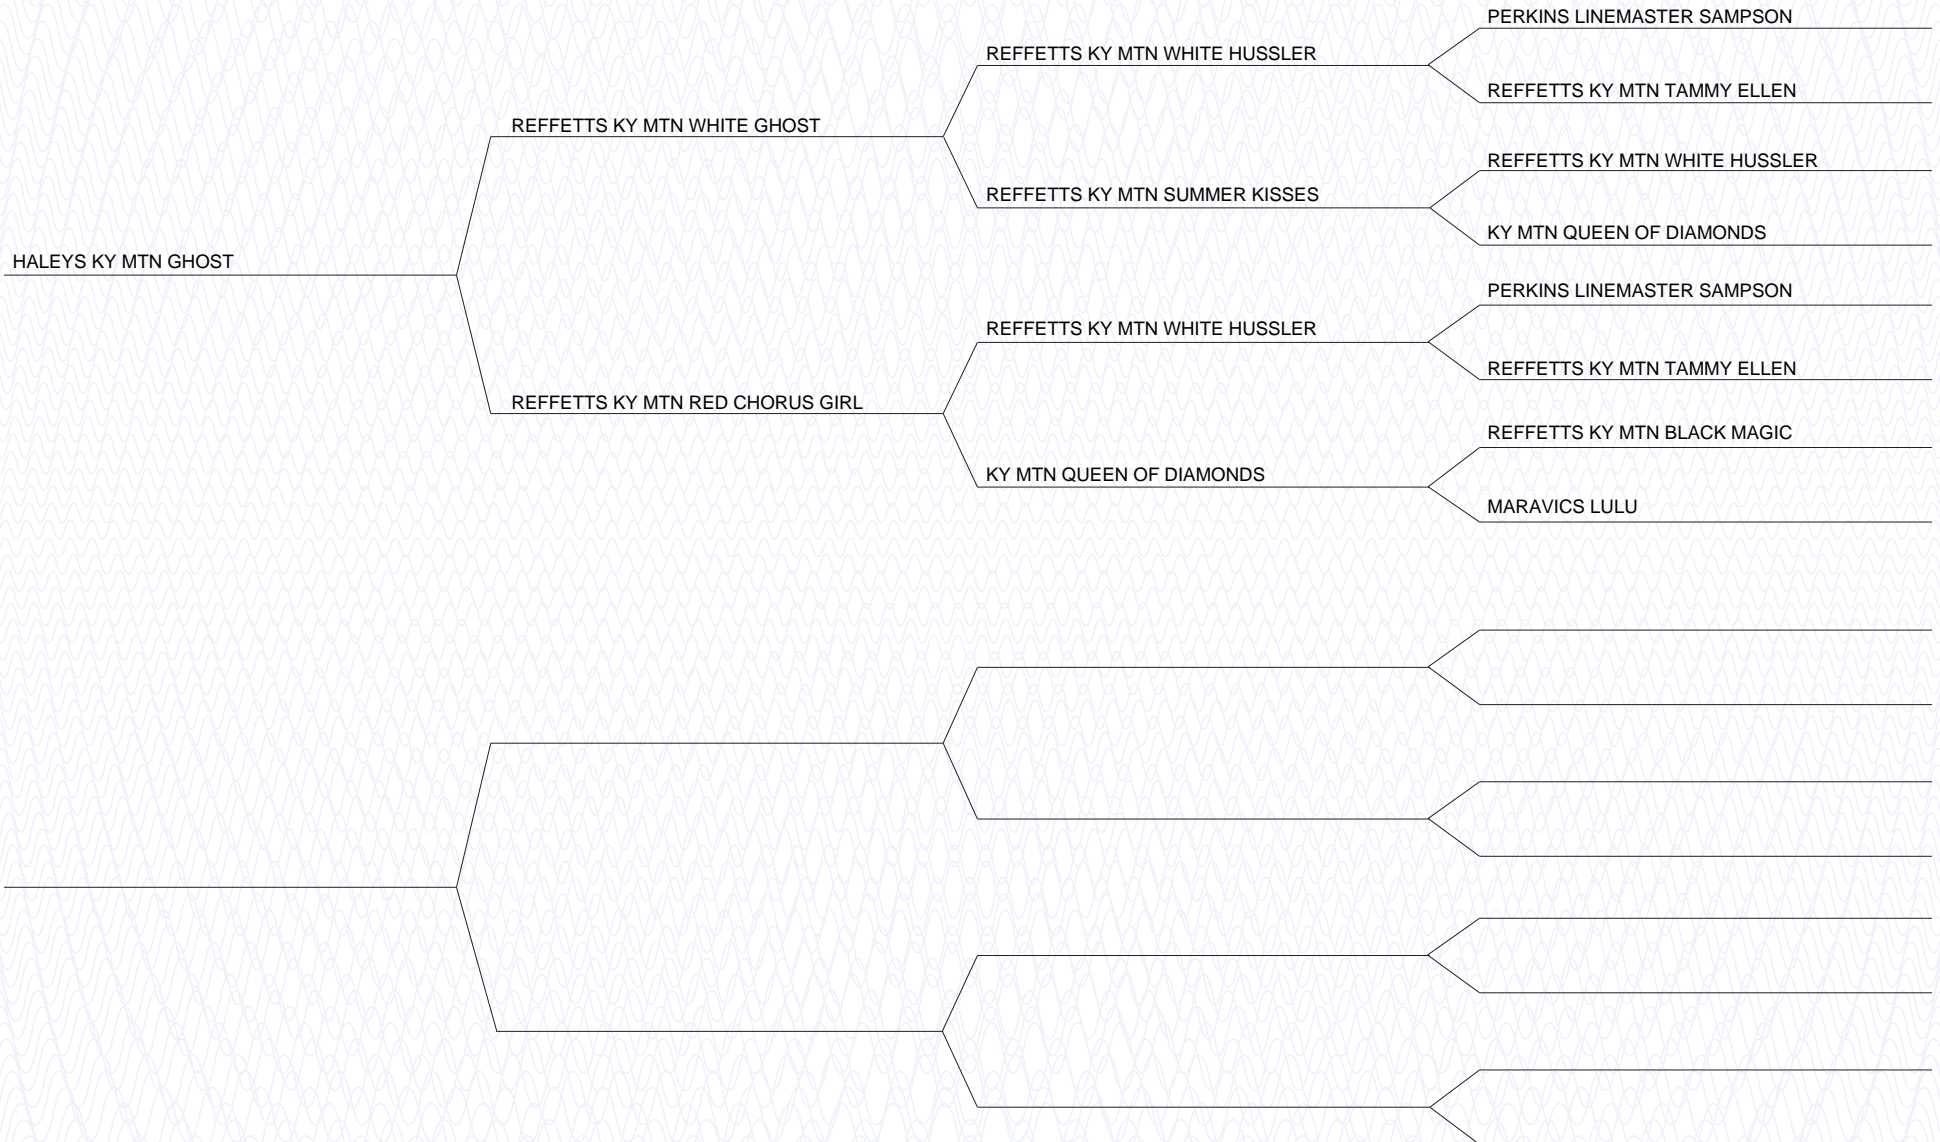 PERKINS LINEMASTER SAMPSON
REFFETTS KY MTN WHITE HUSSLER
REFFETTS KY MTN TAMMY ELLEN
REFFETTS KY MTN WHITE GHOST
REFFETTS KY MTN WHITE HUSSLER
REFFETTS KY MTN SUMMER KISSES
KY MTN QUEEN OF DIAMONDS
HALEYS KY MTN GHOST
PERKINS LINEMASTER SAMPSON
REFFETTS KY MTN WHITE HUSSLER
REFFETTS KY MTN TAMMY ELLEN
REFFETTS KY MTN RED CHORUS GIRL
REFFETTS KY MTN BLACK MAGIC
KY MTN QUEEN OF DIAMONDS
MARAVICS LULU